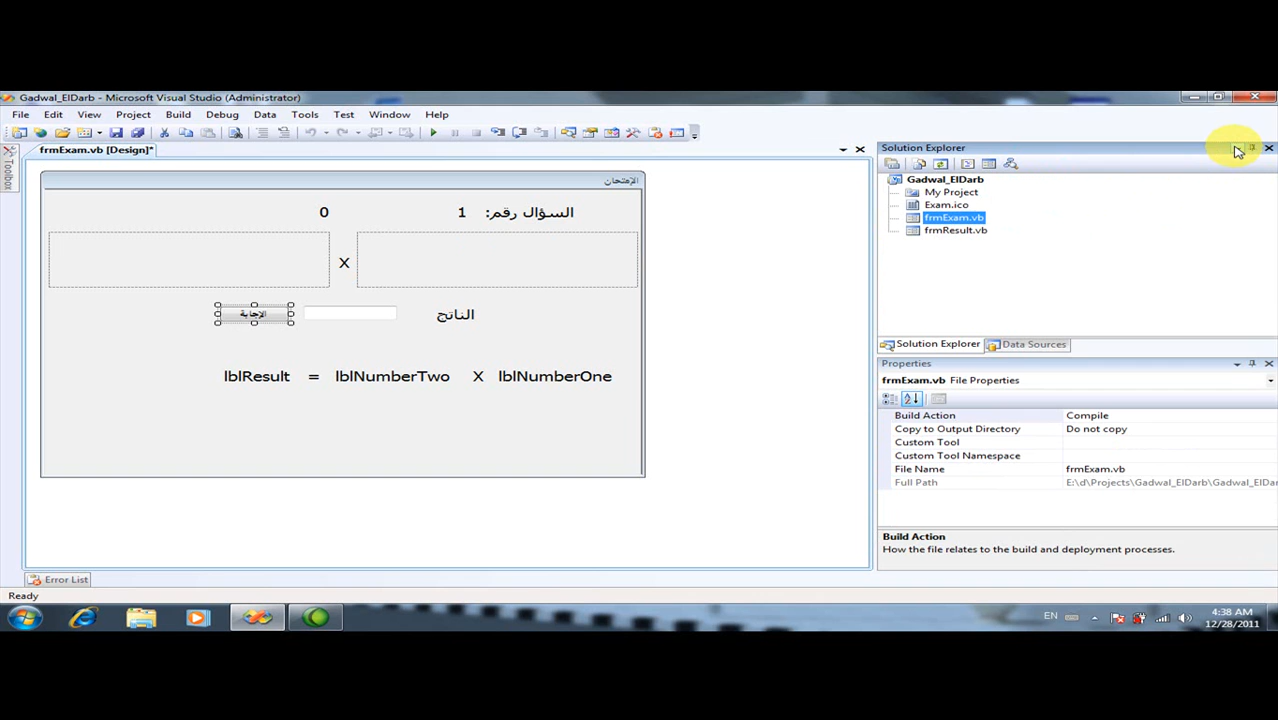 Gadwal_ElDarb - Microsoft Visual Studio (Administrator)
File Edit View Project Build Debug Data Tools Test Window Help
frmExam.vb [Design]*
Toolbox
الإمتحان
السؤال رقم: 1 0
X
الناتج
الإجابة
lblResult = lblNumberTwo X lblNumberOne
Solution Explorer
Gadwal_ElDarb
My Project
Exam.ico
frmExam.vb
frmResult.vb
Solution Explorer Data Sources
Properties
frmExam.vb File Properties
Build Action Compile
Copy to Output Directory Do not copy
Custom Tool
Custom Tool Namespace
File Name frmExam.vb
Full Path E:\d\Projects\Gadwal_ElDarb\Gadwal_ElDar
Build Action
How the file relates to the build and deployment processes.
Error List
Ready
EN
4:38 AM
12/28/2011